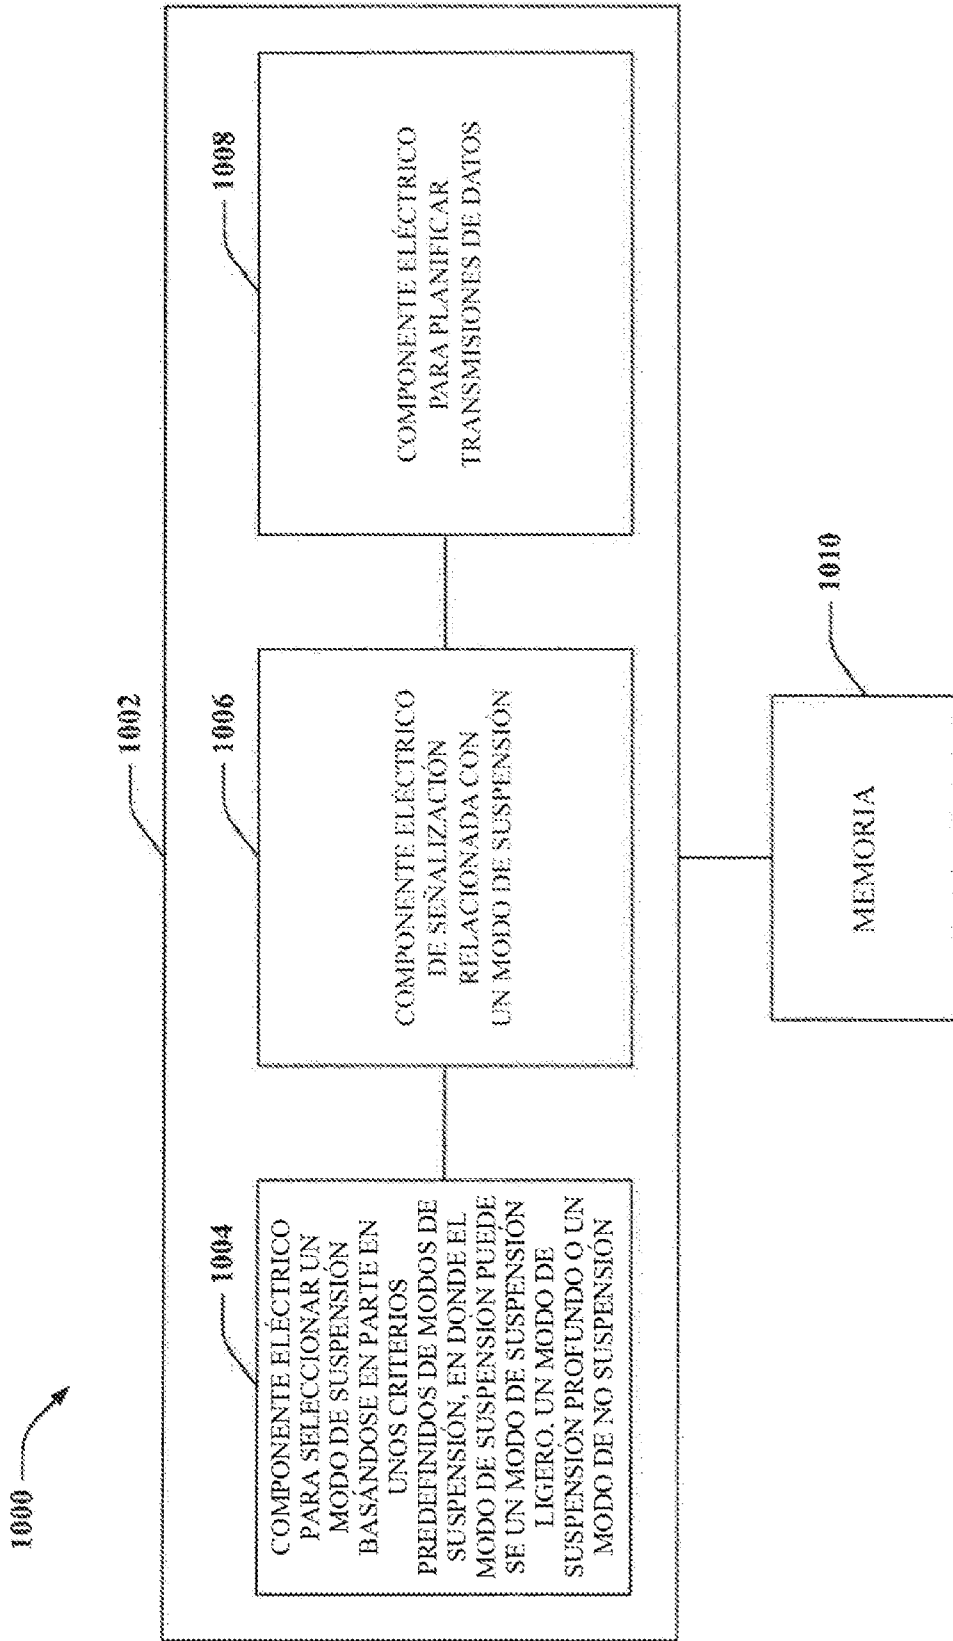 1000
1002
1004
COMPONENTE ELÉCTRICO
PARA SELECCIONAR UN
MODO DE SUSPENSIÓN
BASÁNDOSE EN PARTE EN
UNOS CRITERIOS
PREDEFINIDOS DE MODOS DE
SUSPENSIÓN, EN DONDE EL
MODO DE SUSPENSIÓN PUEDE
SE UN MODO DE SUSPENSIÓN
LIGERO, UN MODO DE
SUSPENSIÓN PROFUNDO O UN
MODO DE NO SUSPENSIÓN
1006
COMPONENTE ELÉCTRICO
DE SEÑALIZACIÓN
RELACIONADA CON
UN MODO DE SUSPENSIÓN
1008
COMPONENTE ELÉCTRICO
PARA PLANIFICAR
TRANSMISIONES DE DATOS
1010
MEMORIA